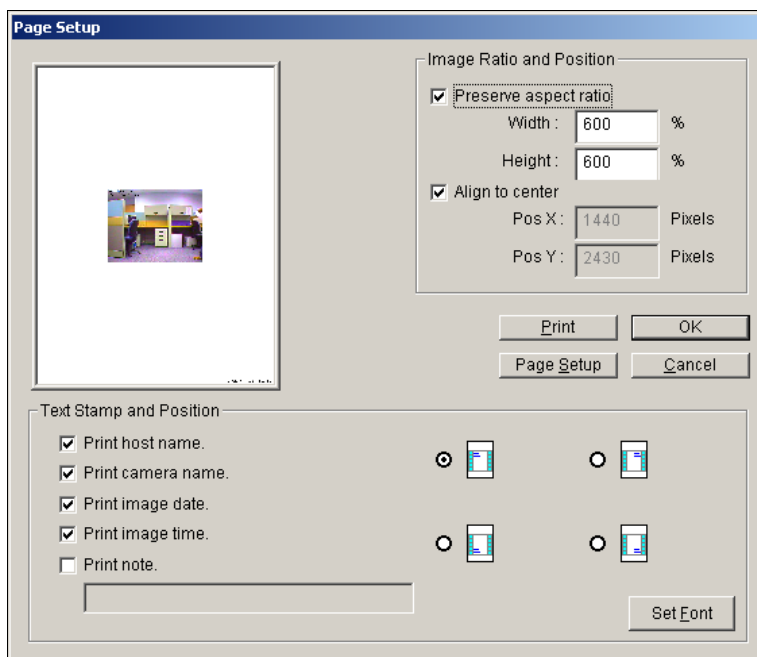 Page Setup
Image Ratio and Position
Preserve aspect ratio
Width : 600 %
Height : 600 %
Align to center
Pos X : 1440 Pixels
Pos Y : 2430 Pixels
Print OK
Page Setup Cancel
Text Stamp and Position
Print host name.
Print camera name.
Print image date.
Print image time.
Print note.
Set Font